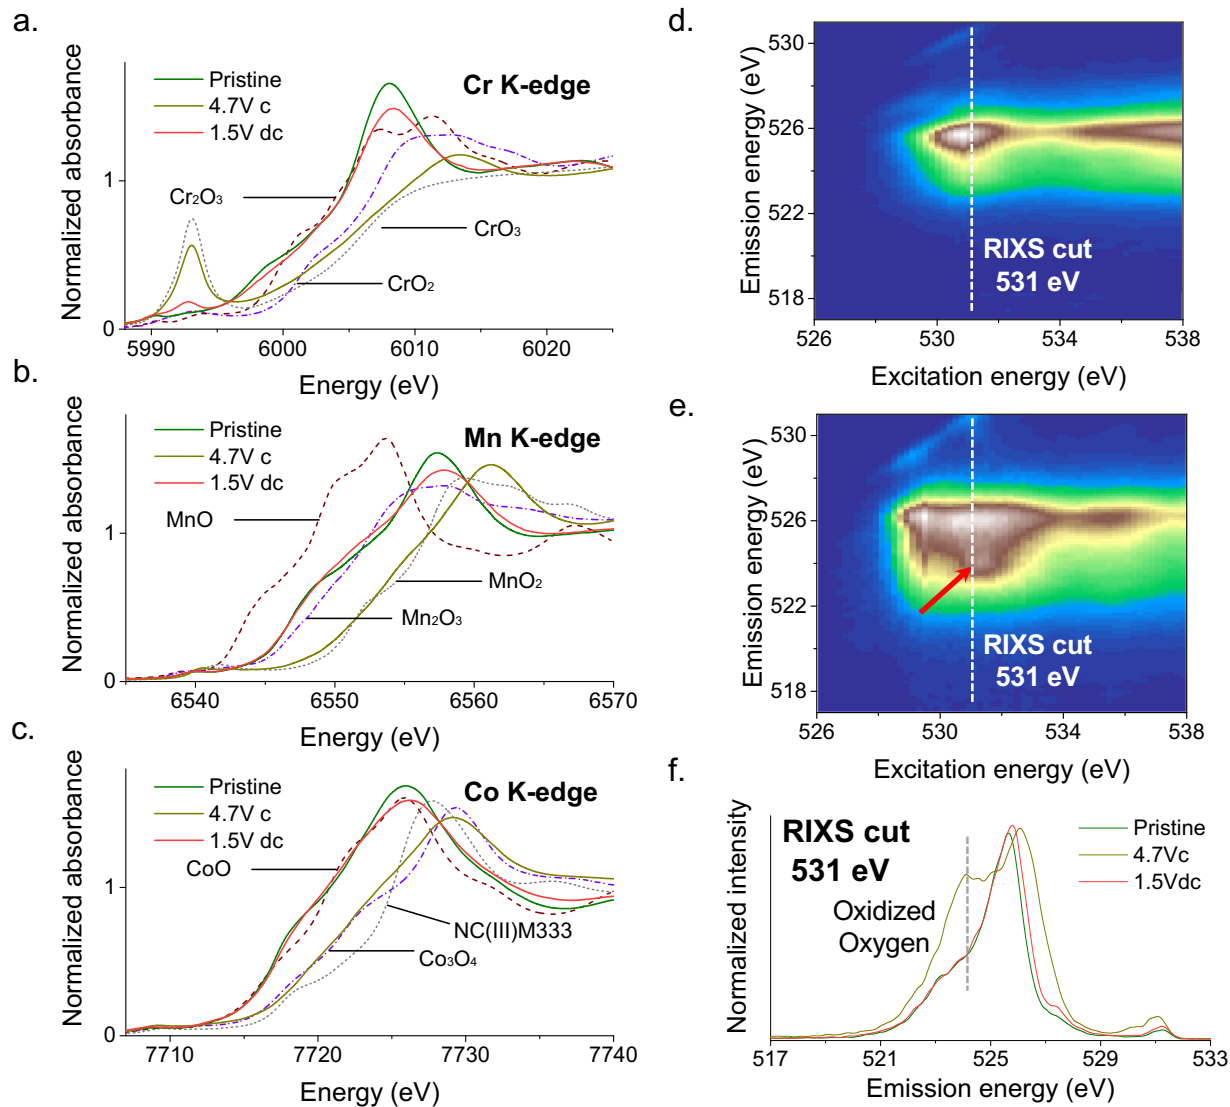 a.
Pristine
4.7V c
1.5V dc
Cr K-edge
Cr₂O₃
CrO₃
CrO₂
Normalized absorbance
1
0
5990 6000 6010 6020
Energy (eV)
b.
Pristine
4.7V c
1.5V dc
Mn K-edge
MnO
MnO₂
Mn₂O₃
Normalized absorbance
1
0
6540 6550 6560 6570
Energy (eV)
c.
Pristine
4.7V c
1.5V dc
Co K-edge
CoO
NC(III)M333
Co₃O₄
Normalized absorbance
1
0
7710 7720 7730 7740
Energy (eV)
d.
Emission energy (eV)
530
526
522
518
RIXS cut
531 eV
526 530 534 538
Excitation energy (eV)
e.
Emission energy (eV)
530
526
522
518
RIXS cut
531 eV
526 530 534 538
Excitation energy (eV)
f.
RIXS cut
531 eV
Oxidized
Oxygen
Pristine
4.7Vc
1.5Vdc
Normalized intensity
517 521 525 529 533
Emission energy (eV)